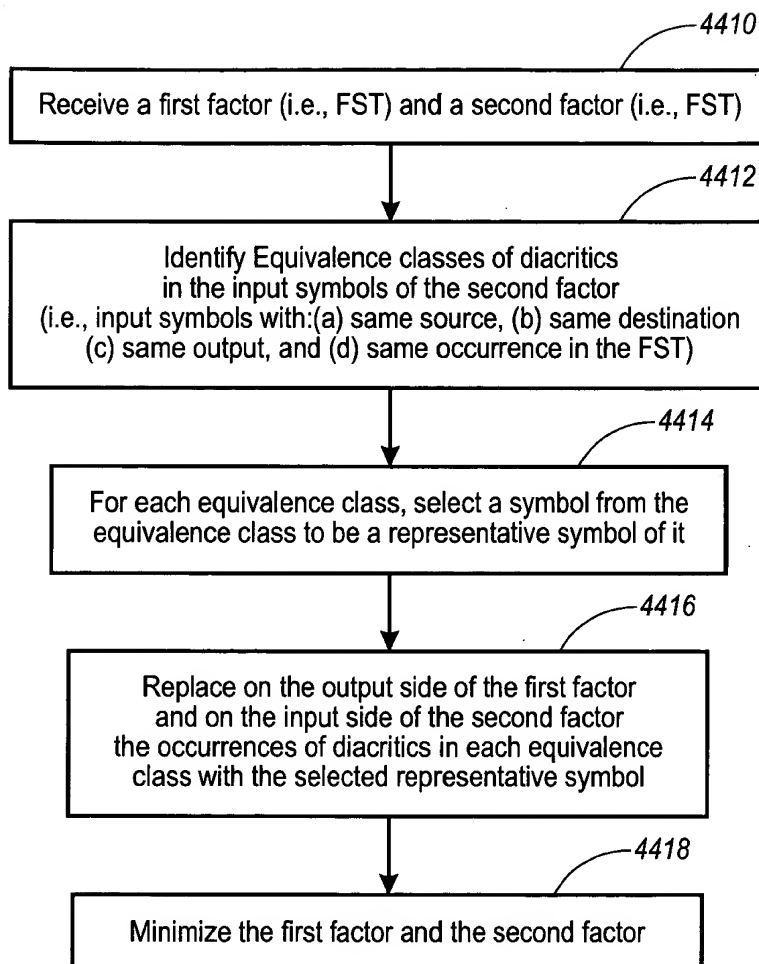 4410
Receive a first factor (i.e., FST) and a second factor (i.e., FST)
4412
Identify Equivalence classes of diacritics
in the input symbols of the second factor
(i.e., input symbols with:(a) same source, (b) same destination
(c) same output, and (d) same occurrence in the FST)
4414
For each equivalence class, select a symbol from the
equivalence class to be a representative symbol of it
4416
Replace on the output side of the first factor
and on the input side of the second factor
the occurrences of diacritics in each equivalence
class with the selected representative symbol
4418
Minimize the first factor and the second factor